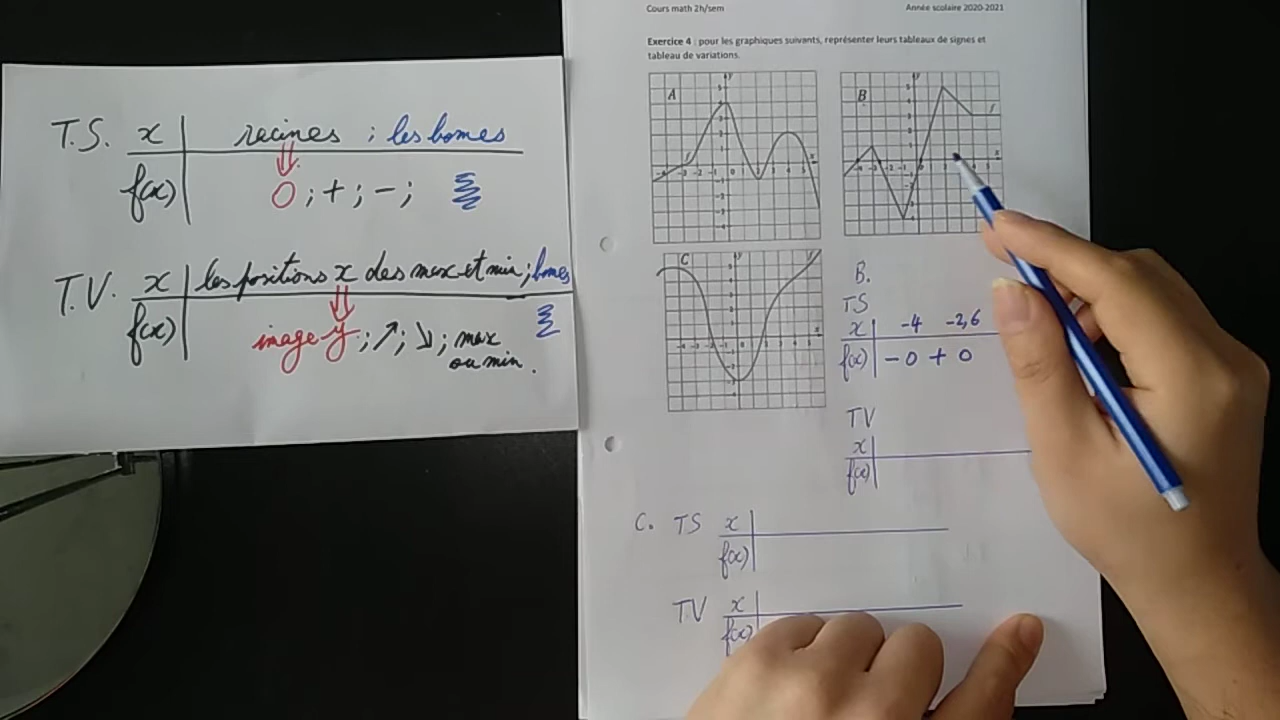 Cours math 2h/sem
Année scolaire 2020-2021
Exercice 4 : pour les graphiques suivants, représenter leurs tableaux de signes et
tableau de variations.
T.S. x racines ; les bornes
f(x) 0 ; + ; - ;
T.V. x les positions x des max et min ; bornes
f(x) image y ; ↗ ; ↘ ; max
ou min.
A
B
C
B.
TS
x -4 -2,6
f(x) - 0 + 0
TV
x
f(x)
C. TS x
f(x)
TV x
f(x)